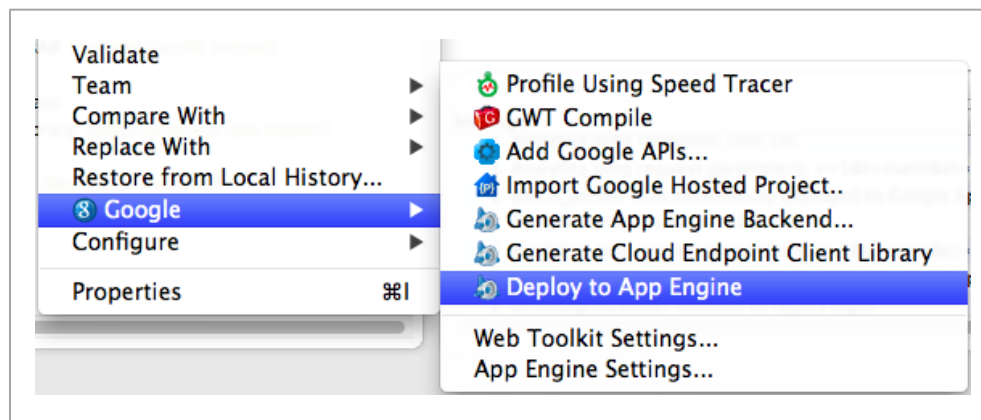 Validate
Team
Compare With
Replace With
Restore from Local History...
Google
Configure
Properties ⌘I
Profile Using Speed Tracer
GWT Compile
Add Google APIs...
Import Google Hosted Project..
Generate App Engine Backend...
Generate Cloud Endpoint Client Library
Deploy to App Engine
Web Toolkit Settings...
App Engine Settings...